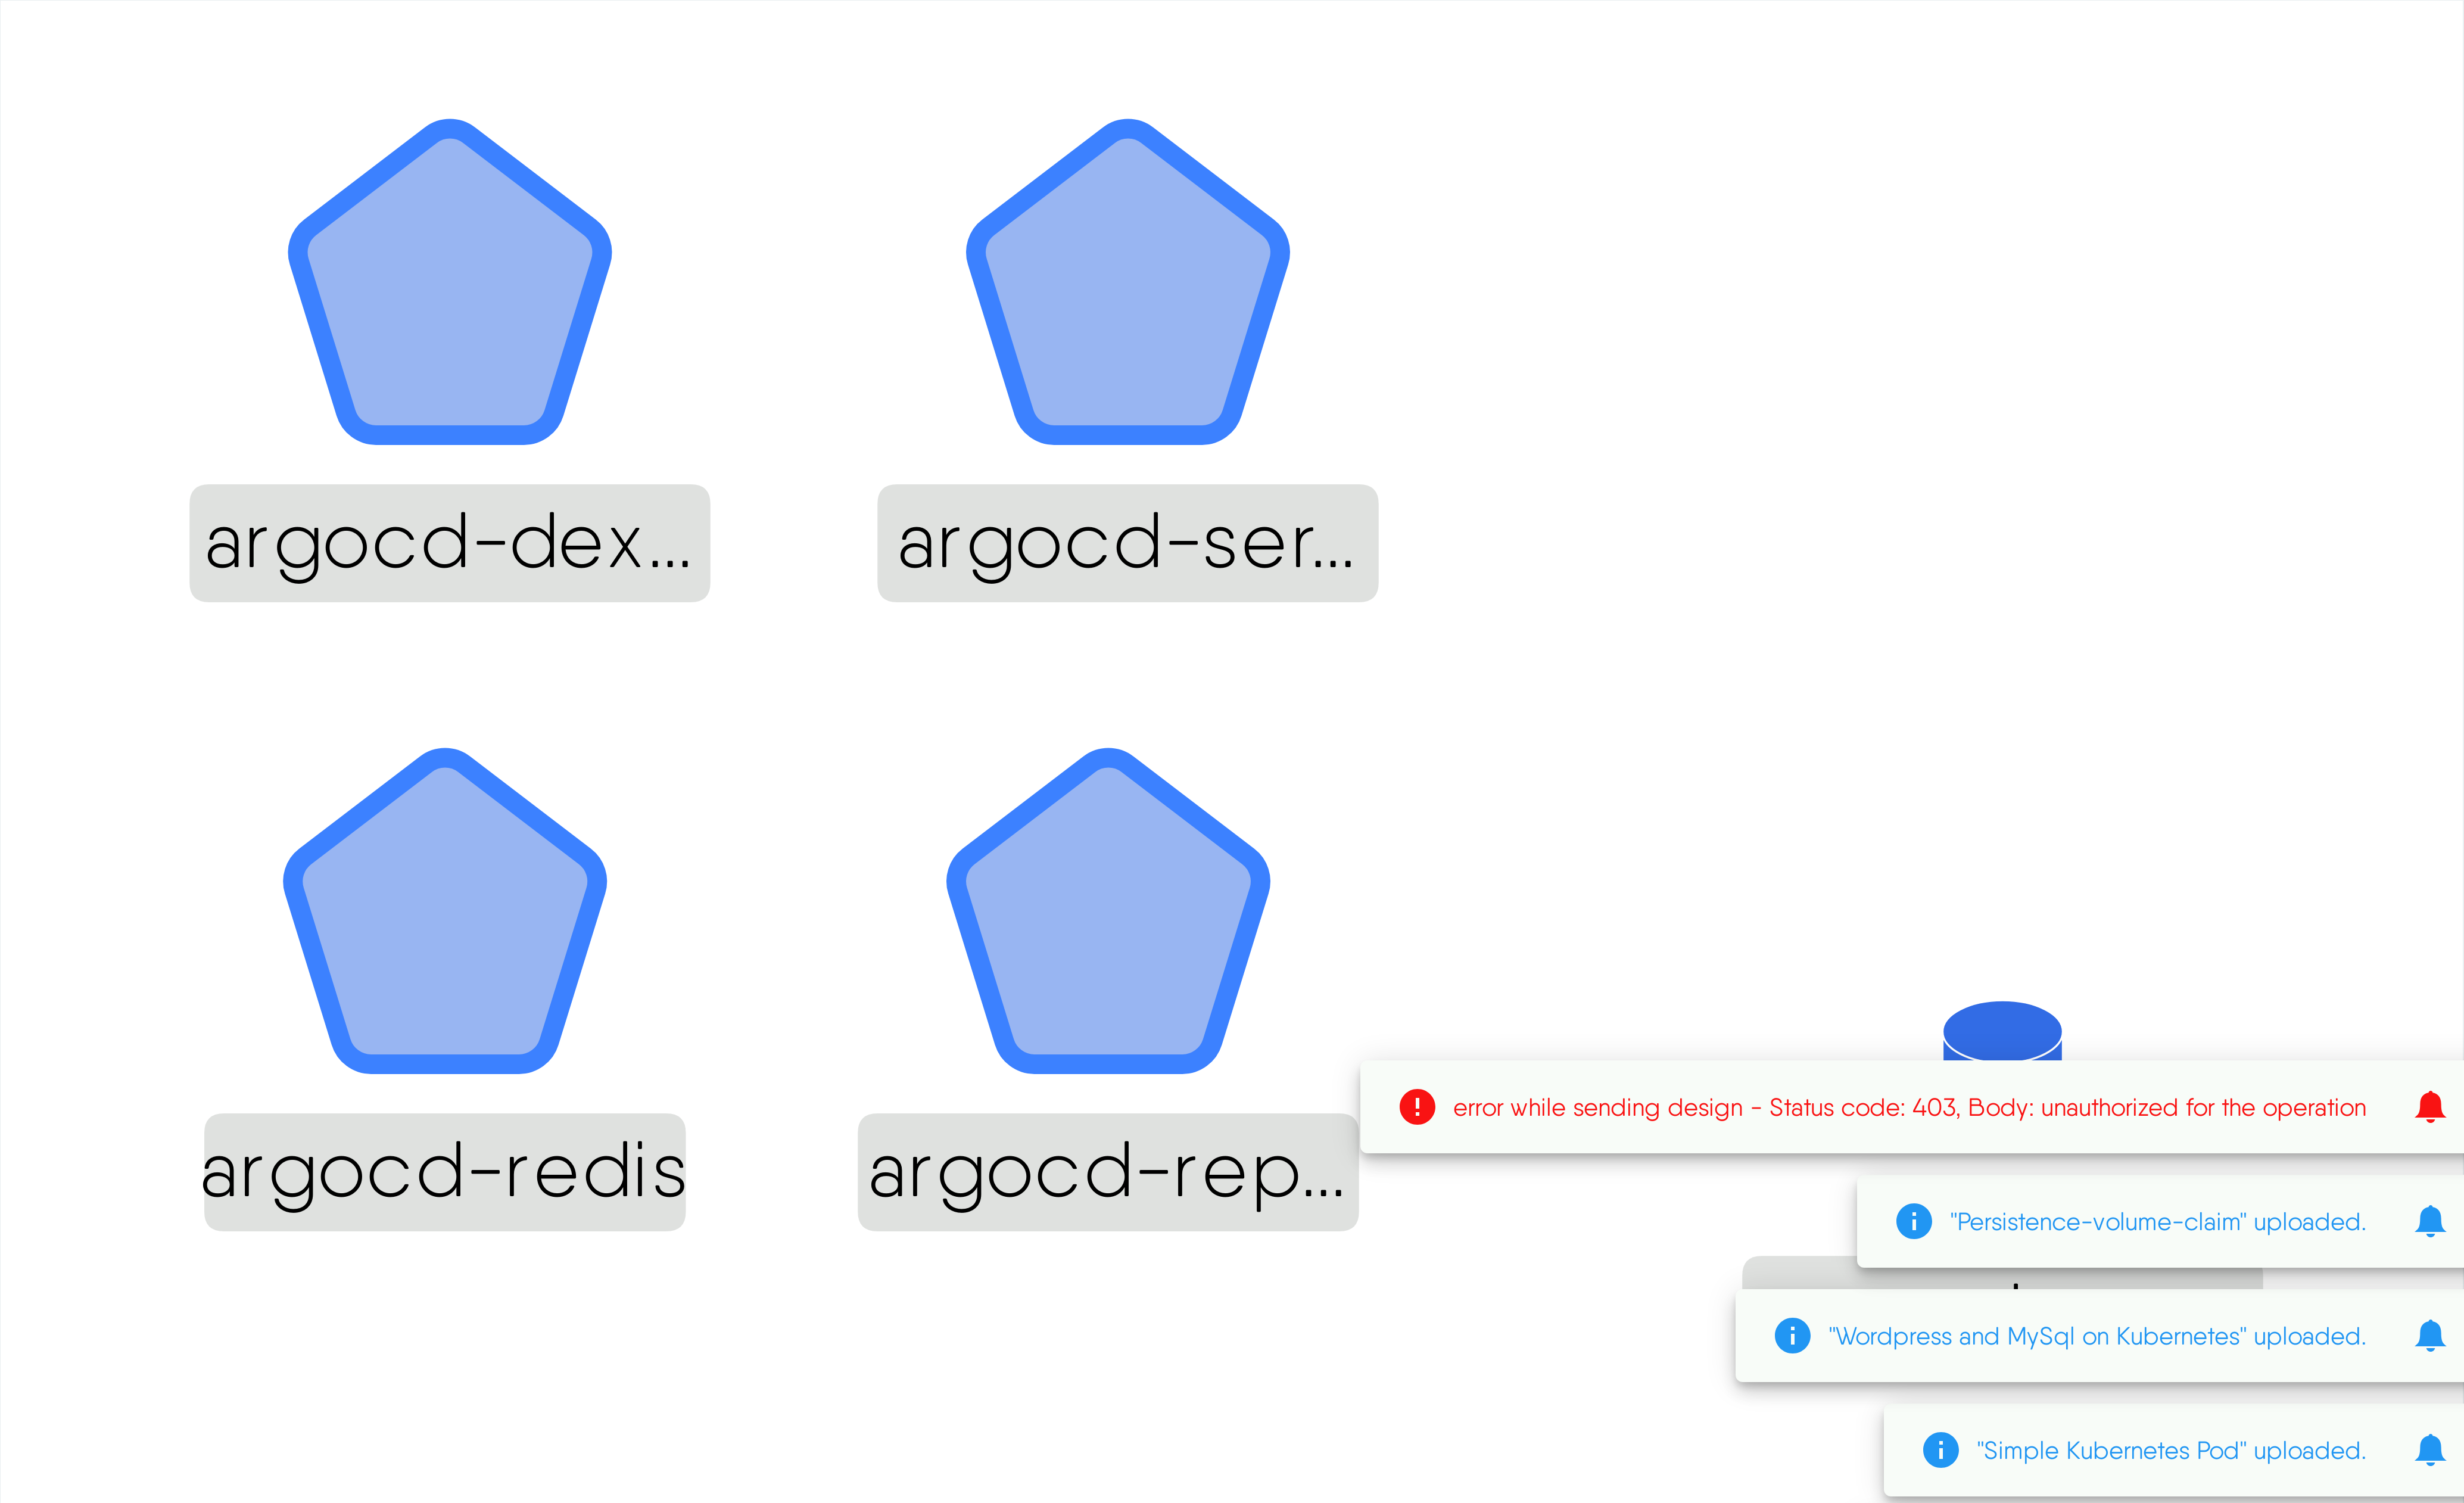 argocd-dex...
argocd-ser...
argocd-redis
argocd-rep...
error while sending design - Status code: 403, Body: unauthorized for the operation
"Persistence-volume-claim" uploaded.
"Wordpress and MySql on Kubernetes" uploaded.
"Simple Kubernetes Pod" uploaded.